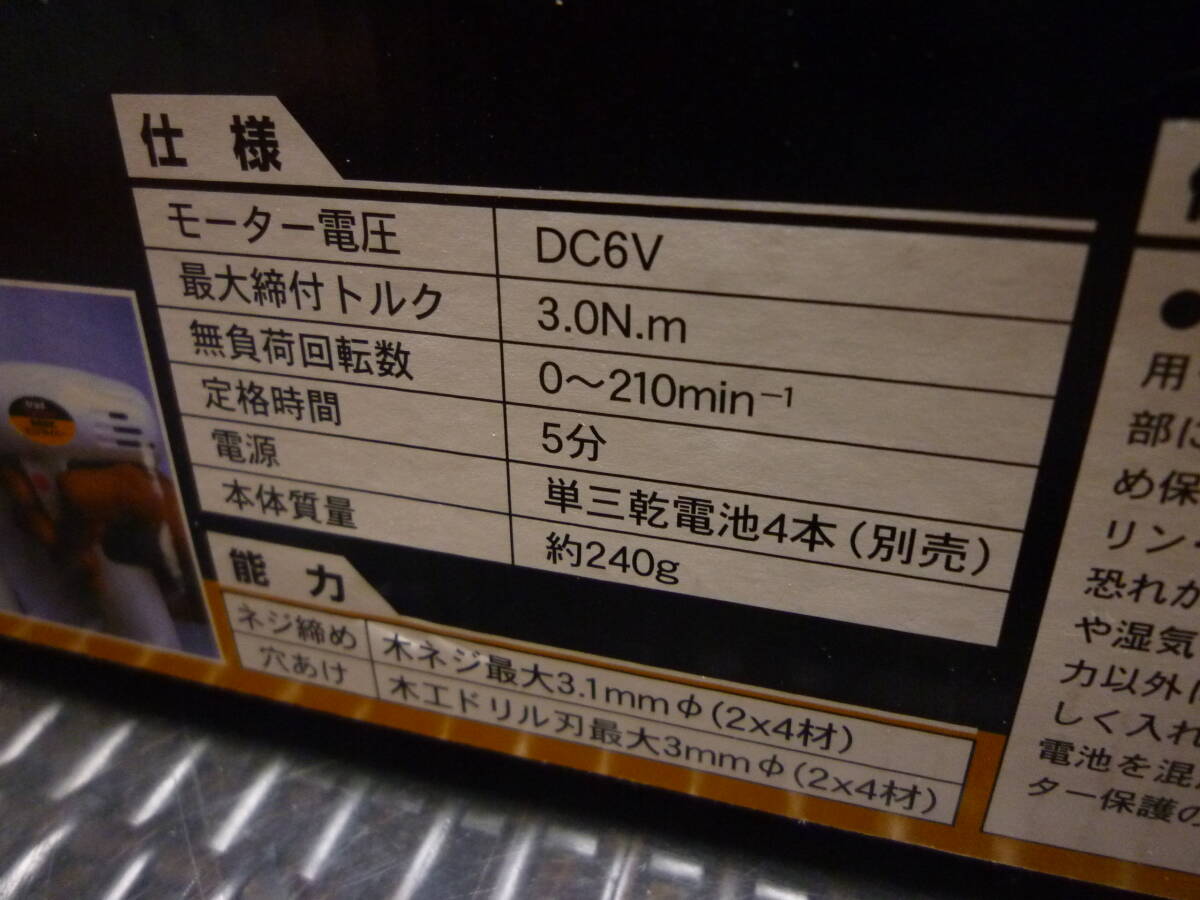 仕様
モーター電圧 DC6V
最大締付トルク 3.0N.m
無負荷回転数 0〜210min⁻¹
定格時間 5分
電源 単三乾電池4本(別売)
本体質量 約240g
能力
ネジ締め 木ネジ最大3.1mmφ(2x4材)
穴あけ 木工ドリル刃最大3mmφ(2x4材)
●
用
部に
め保
リン
恐れか
や湿気
力以外に
しく入れ
電池を混
ター保護の